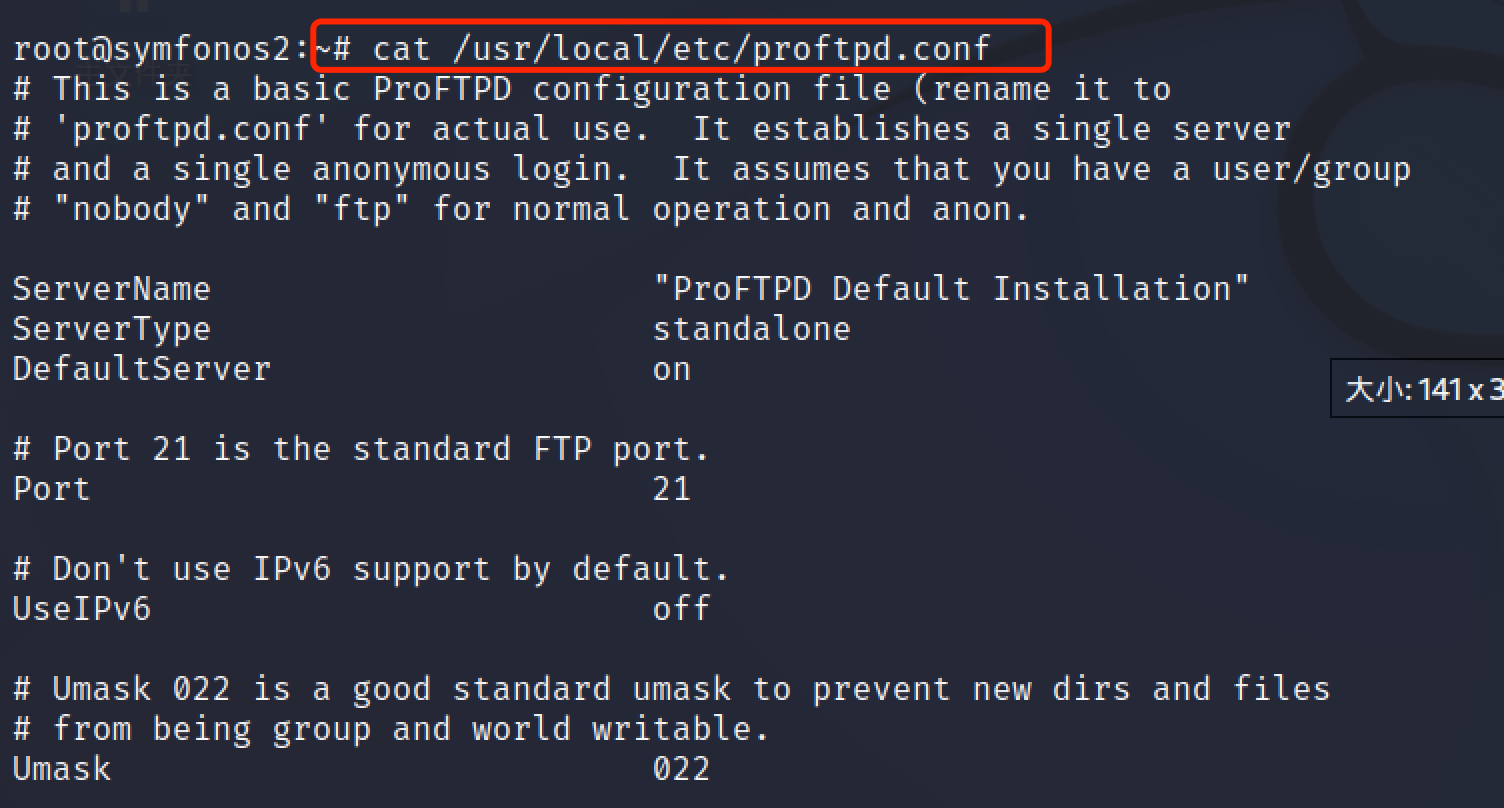 root@symfonos2:~# cat /usr/local/etc/proftpd.conf
# This is a basic ProFTPD configuration file (rename it to
# 'proftpd.conf' for actual use.  It establishes a single server
# and a single anonymous login.  It assumes that you have a user/group
# "nobody" and "ftp" for normal operation and anon.
ServerName                      "ProFTPD Default Installation"
ServerType                      standalone
DefaultServer                   on
大小: 141 x 3
# Port 21 is the standard FTP port.
Port                            21
# Don't use IPv6 support by default.
UseIPv6                         off
# Umask 022 is a good standard umask to prevent new dirs and files
# from being group and world writable.
Umask                           022